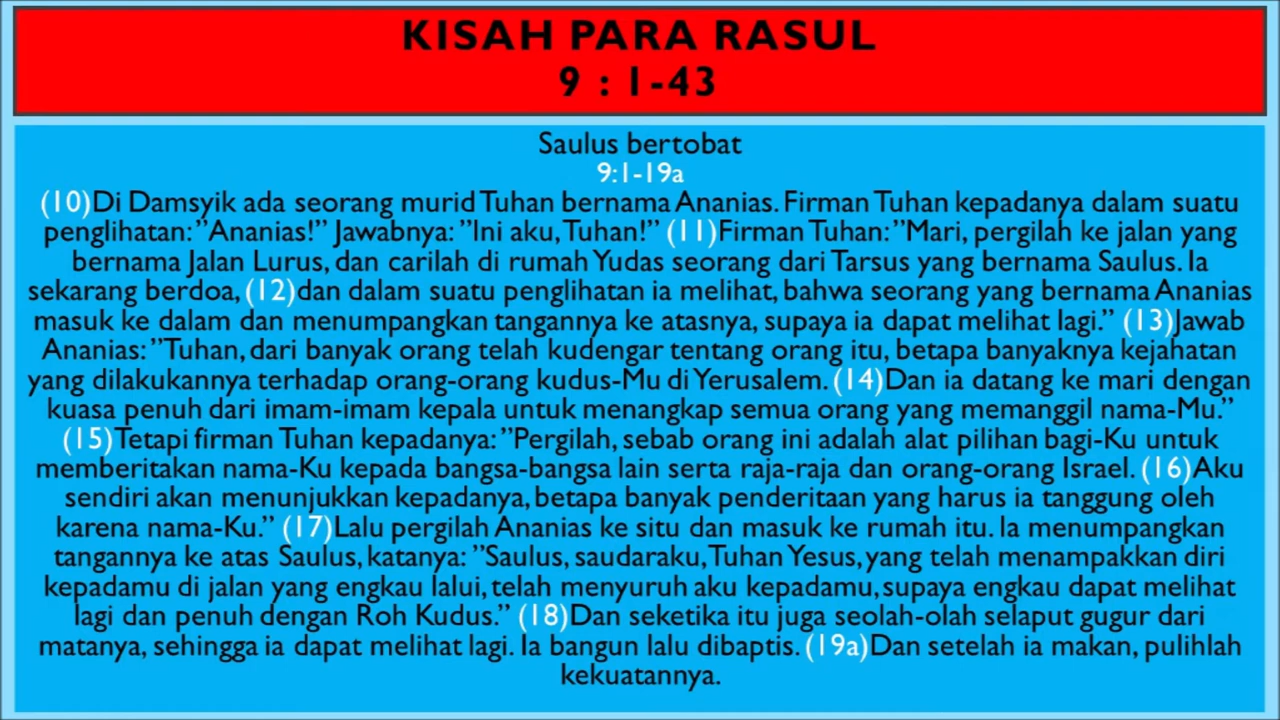 KISAH PARA RASUL
9 : 1-43
Saulus bertobat
9:1-19a
(10)Di Damsyik ada seorang murid Tuhan bernama Ananias. Firman Tuhan kepadanya dalam suatu
penglihatan: ”Ananias!” Jawabnya: ”Ini aku, Tuhan!” (11)Firman Tuhan: ”Mari, pergilah ke jalan yang
bernama Jalan Lurus, dan carilah di rumah Yudas seorang dari Tarsus yang bernama Saulus. Ia
sekarang berdoa, (12)dan dalam suatu penglihatan ia melihat, bahwa seorang yang bernama Ananias
masuk ke dalam dan menumpangkan tangannya ke atasnya, supaya ia dapat melihat lagi.” (13)Jawab
Ananias: ”Tuhan, dari banyak orang telah kudengar tentang orang itu, betapa banyaknya kejahatan
yang dilakukannya terhadap orang-orang kudus-Mu di Yerusalem. (14)Dan ia datang ke mari dengan
kuasa penuh dari imam-imam kepala untuk menangkap semua orang yang memanggil nama-Mu.”
(15)Tetapi firman Tuhan kepadanya: ”Pergilah, sebab orang ini adalah alat pilihan bagi-Ku untuk
memberitakan nama-Ku kepada bangsa-bangsa lain serta raja-raja dan orang-orang Israel. (16)Aku
sendiri akan menunjukkan kepadanya, betapa banyak penderitaan yang harus ia tanggung oleh
karena nama-Ku.” (17)Lalu pergilah Ananias ke situ dan masuk ke rumah itu. Ia menumpangkan
tangannya ke atas Saulus, katanya: ”Saulus, saudaraku, Tuhan Yesus, yang telah menampakkan diri
kepadamu di jalan yang engkau lalui, telah menyuruh aku kepadamu, supaya engkau dapat melihat
lagi dan penuh dengan Roh Kudus.” (18)Dan seketika itu juga seolah-olah selaput gugur dari
matanya, sehingga ia dapat melihat lagi. Ia bangun lalu dibaptis. (19a)Dan setelah ia makan, pulihlah
kekuatannya.